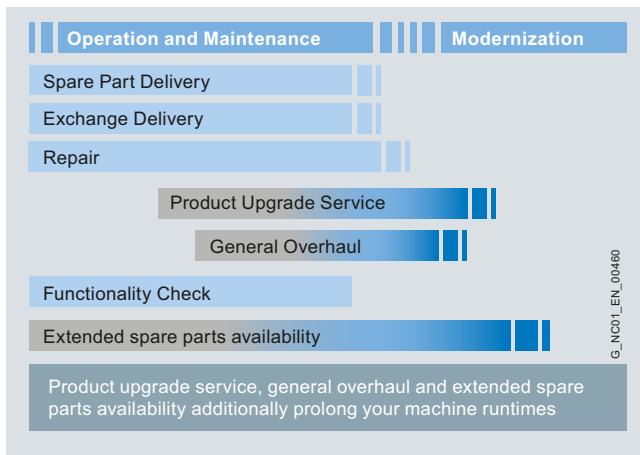 Operation and Maintenance
Modernization
Spare Part Delivery
Exchange Delivery
Repair
Product Upgrade Service
General Overhaul
Functionality Check
Extended spare parts availability
G_NC01_EN_00460
Product upgrade service, general overhaul and extended spare
parts availability additionally prolong your machine runtimes